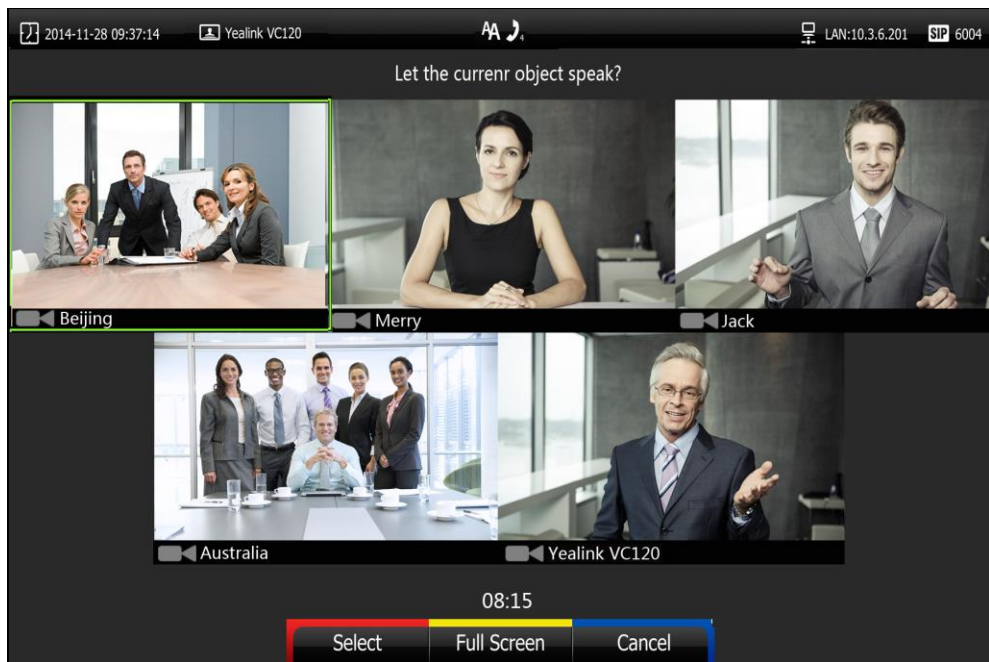 2014-11-28 09:37:14 Yealink VC120 AA 4 LAN:10.3.6.201 SIP 6004
Let the currenr object speak?
Beijing Merry Jack
Australia Yealink VC120
08:15
Select Full Screen Cancel